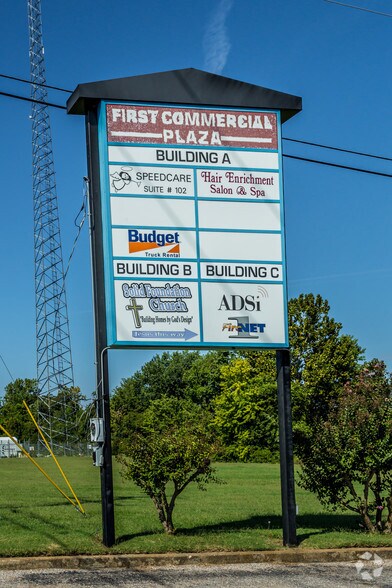 FIRST COMMERCIAL
PLAZA
BUILDING A
SPEEDCARE
SUITE # 102
Hair Enrichment
Salon & Spa
Budget
Truck Rental
BUILDING B
BUILDING C
Solid Foundation
Church
"Building Homes by God's Design"
ADSi
1NET